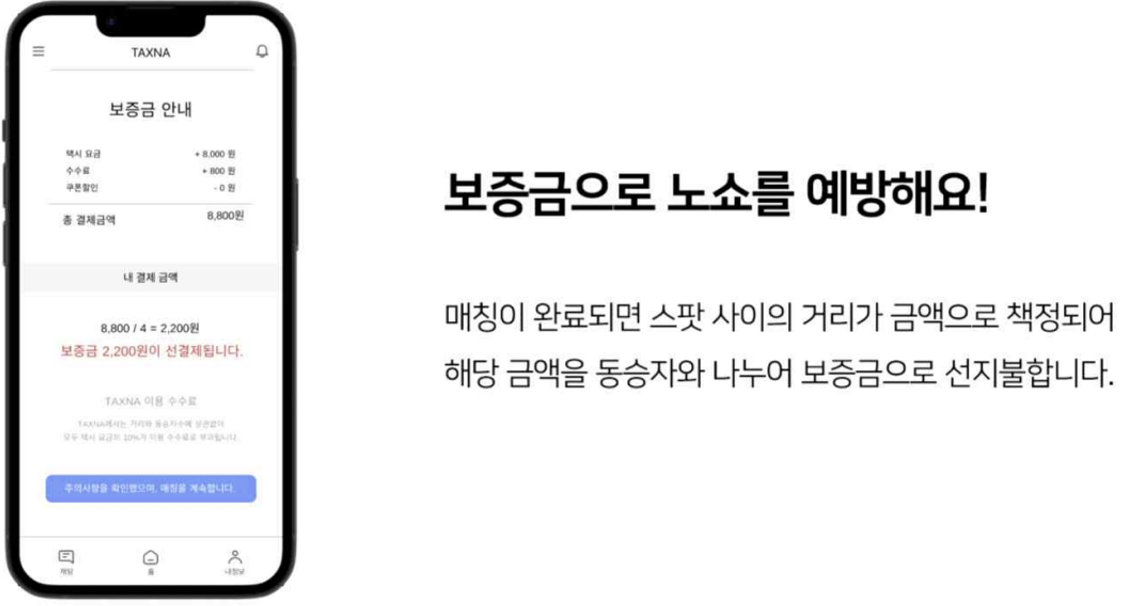 TAXNA
보증금 안내
택시 요금 + 8,000 원
수수료 + 800 원
쿠폰할인 - 0 원
총 결제금액 8,800원
내 결제 금액
8,800 / 4 = 2,200원
보증금 2,200원이 선결제됩니다.
TAXNA 이용 수수료
TAXNA에서는 거리와 동승자수에 상관없이
모두 택시 요금의 10%가 이용 수수료로 부과됩니다.
주의사항을 확인했으며, 매칭을 계속합니다.
채팅 홈 내정보
보증금으로 노쇼를 예방해요!
매칭이 완료되면 스팟 사이의 거리가 금액으로 책정되어
해당 금액을 동승자와 나누어 보증금으로 선지불합니다.